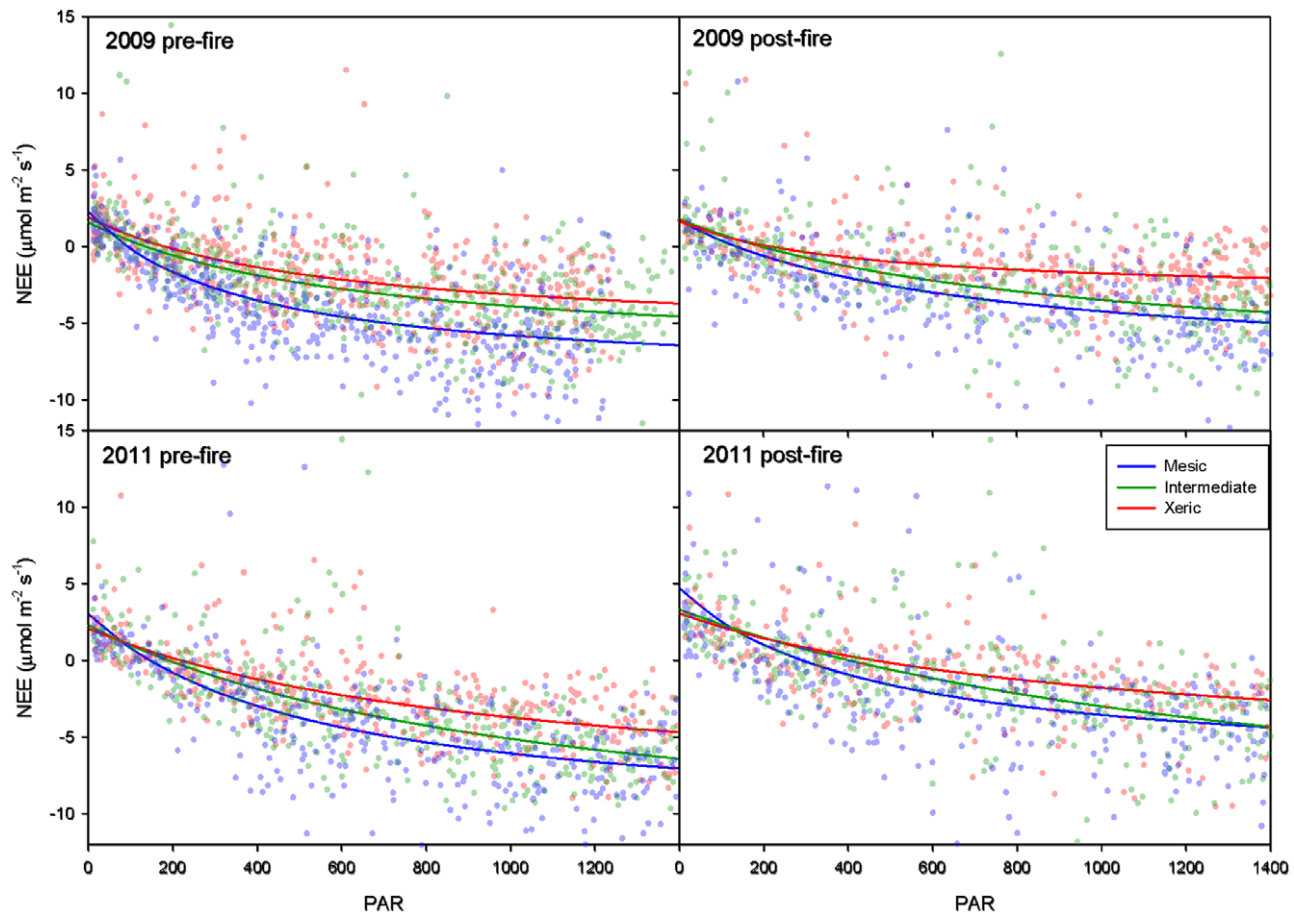 2009 pre-fire
2009 post-fire
15
10
5
0
-5
-10
NEE (μmol m⁻² s⁻¹)
2011 pre-fire
2011 post-fire
Mesic
Intermediate
Xeric
15
10
5
0
-5
-10
NEE (μmol m⁻² s⁻¹)
0 200 400 600 800 1000 1200
0 200 400 600 800 1000 1200 1400
PAR
PAR